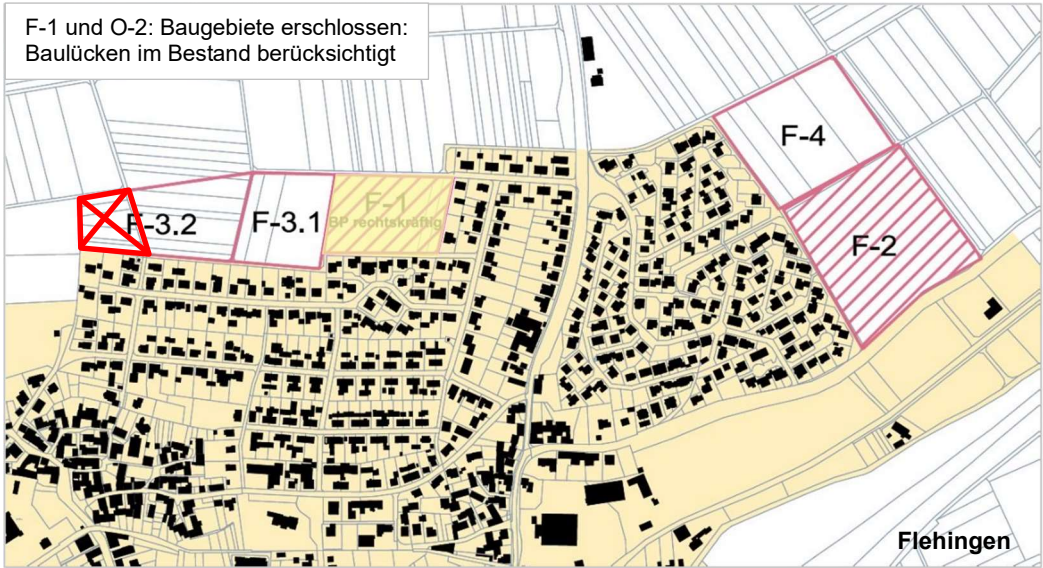 F-1 und O-2: Baugebiete erschlossen:
Baulücken im Bestand berücksichtigt
F-4
F-3.2
F-3.1
F-1
BP rechtskräftig
F-2
Flehingen